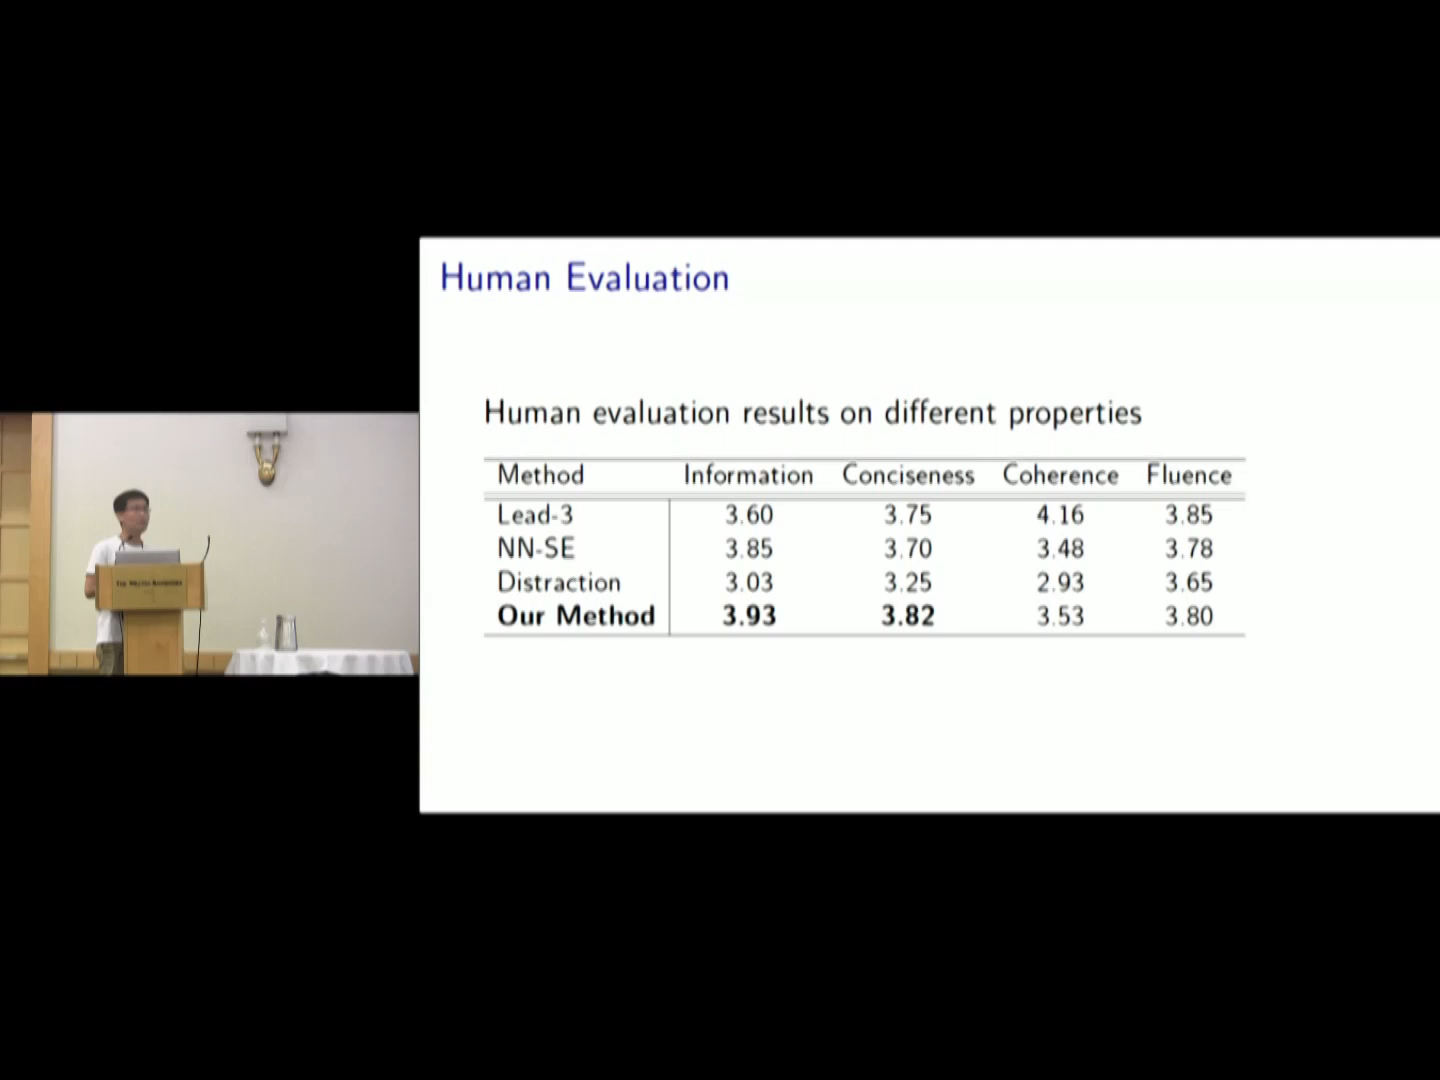 Human Evaluation
Human evaluation results on different properties
Method Information Conciseness Coherence Fluence
Lead-3 3.60 3.75 4.16 3.85
NN-SE 3.85 3.70 3.48 3.78
Distraction 3.03 3.25 2.93 3.65
Our Method 3.93 3.82 3.53 3.80